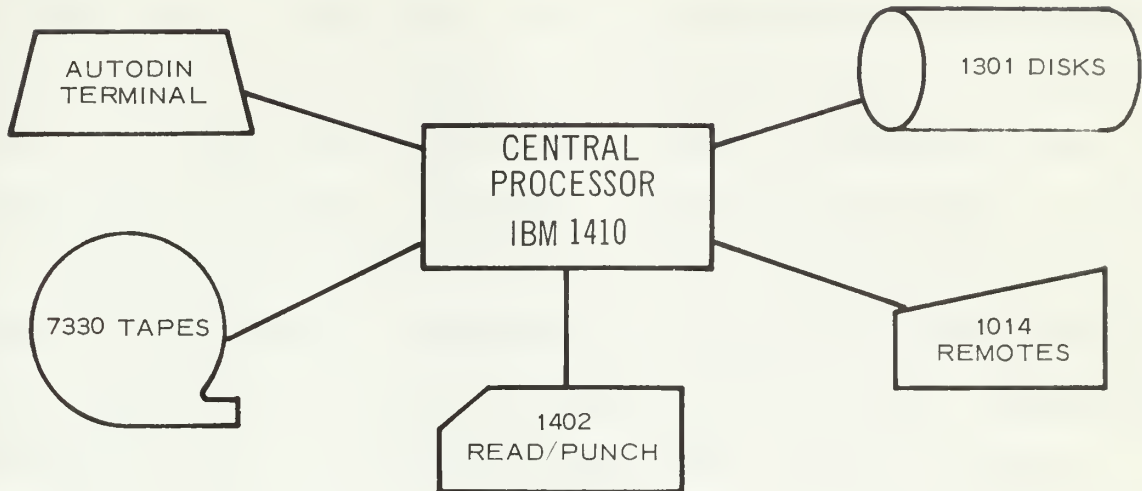 AUTODIN
TERMINAL
1301 DISKS
CENTRAL
PROCESSOR
IBM 1410
7330 TAPES
1014
REMOTES
1402
READ/PUNCH